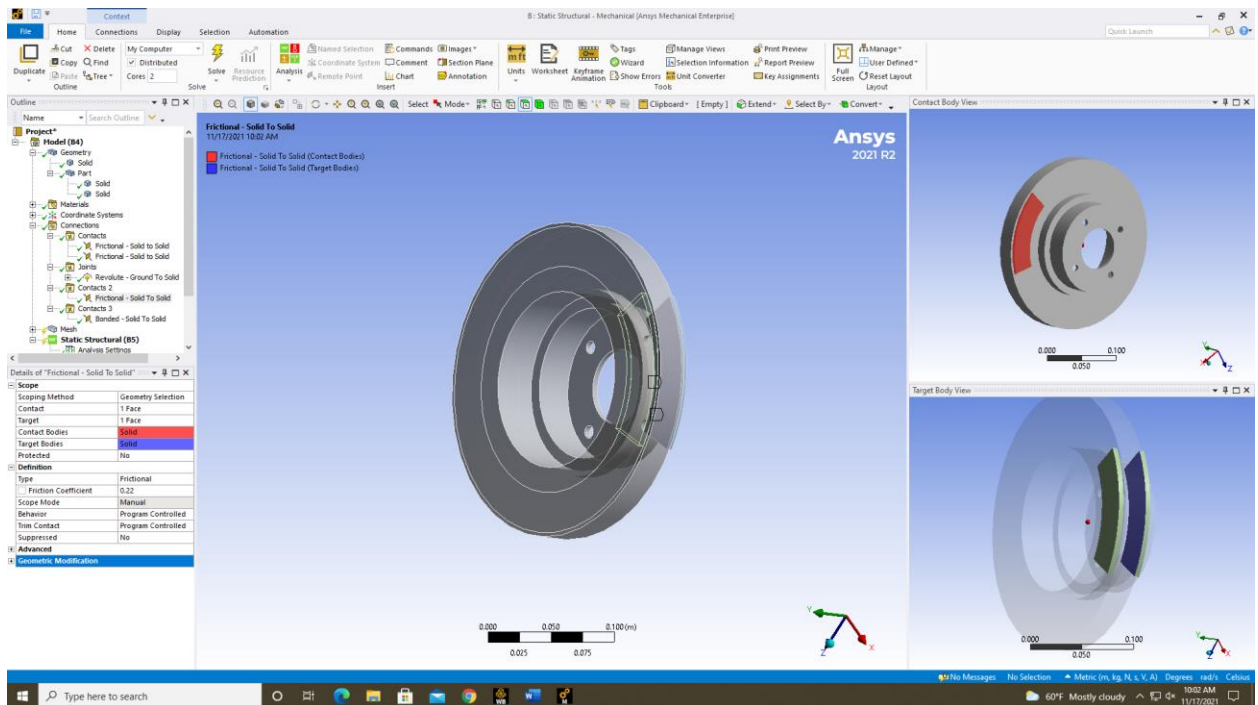 Context
B : Static Structural - Mechanical [Ansys Mechanical Enterprise]
File Home Connections Display Selection Automation
Quick Launch
Duplicate
Cut
Copy
Paste
Delete
Find
Tree
Outline
My Computer
Distributed
Cores 2
Solve
Resource Prediction
Solve
Analysis
Named Selection
Coordinate System
Remote Point
Commands
Comment
Chart
Images
Section Plane
Annotation
Insert
Units
Worksheet
Keyframe Animation
Tags
Wizard
Show Errors
Manage Views
Selection Information
Unit Converter
Print Preview
Report Preview
Key Assignments
Tools
Full Screen
Manage
User Defined
Reset Layout
Layout
Outline
Name
Search Outline
Select Mode Clipboard [ Empty ] Extend Select By Convert
Project*
Model (B4)
Geometry
Solid
Part
Solid
Solid
Materials
Coordinate Systems
Connections
Contacts
Frictional - Solid to Solid
Frictional - Solid to Solid
Joints
Revolute - Ground To Solid
Contacts 2
Frictional - Solid To Solid
Contacts 3
Bonded - Solid To Solid
Mesh
Static Structural (B5)
Analysis Settings
Details of "Frictional - Solid To Solid"
Scope
Scoping Method Geometry Selection
Contact 1 Face
Target 1 Face
Contact Bodies Solid
Target Bodies Solid
Protected No
Definition
Type Frictional
Friction Coefficient 0.22
Scope Mode Manual
Behavior Program Controlled
Trim Contact Program Controlled
Suppressed No
Advanced
Geometric Modification
Frictional - Solid To Solid
11/17/2021 10:02 AM
Frictional - Solid To Solid (Contact Bodies)
Frictional - Solid To Solid (Target Bodies)
Ansys
2021 R2
0.000 0.050 0.100 (m)
0.025 0.075
Y
X
Z
Contact Body View
0.000 0.100
0.050
Y
X
Z
Target Body View
0.000 0.100
0.050
Y
X
Z
No Messages No Selection Metric (m, kg, N, s, V, A) Degrees rad/s Celsius
Type here to search
60°F Mostly cloudy
10:02 AM
11/17/2021